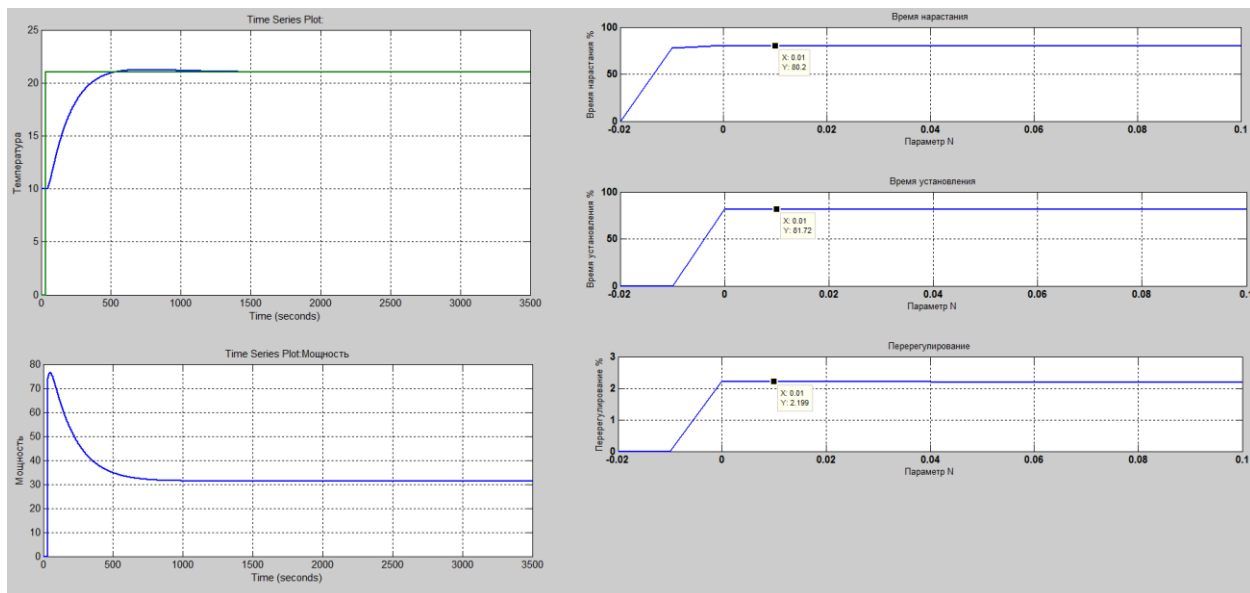 Time Series Plot:
25
20
15
10
5
0
Температура
0 500 1000 1500 2000 2500 3000 3500
Time (seconds)
Time Series Plot:Мощность
80
70
60
50
40
30
20
10
0
Мощность
0 500 1000 1500 2000 2500 3000 3500
Time (seconds)
Время нарастания
100
50
0
Время нарастания %
X: 0.01
Y: 80.2
-0.02 0 0.02 0.04 0.06 0.08 0.1
Параметр N
Время установления
100
50
0
Время установления %
X: 0.01
Y: 81.72
-0.02 0 0.02 0.04 0.06 0.08 0.1
Параметр N
Перерегулирование
3
2
1
0
Перерегулирование %
X: 0.01
Y: 2.199
-0.02 0 0.02 0.04 0.06 0.08 0.1
Параметр N